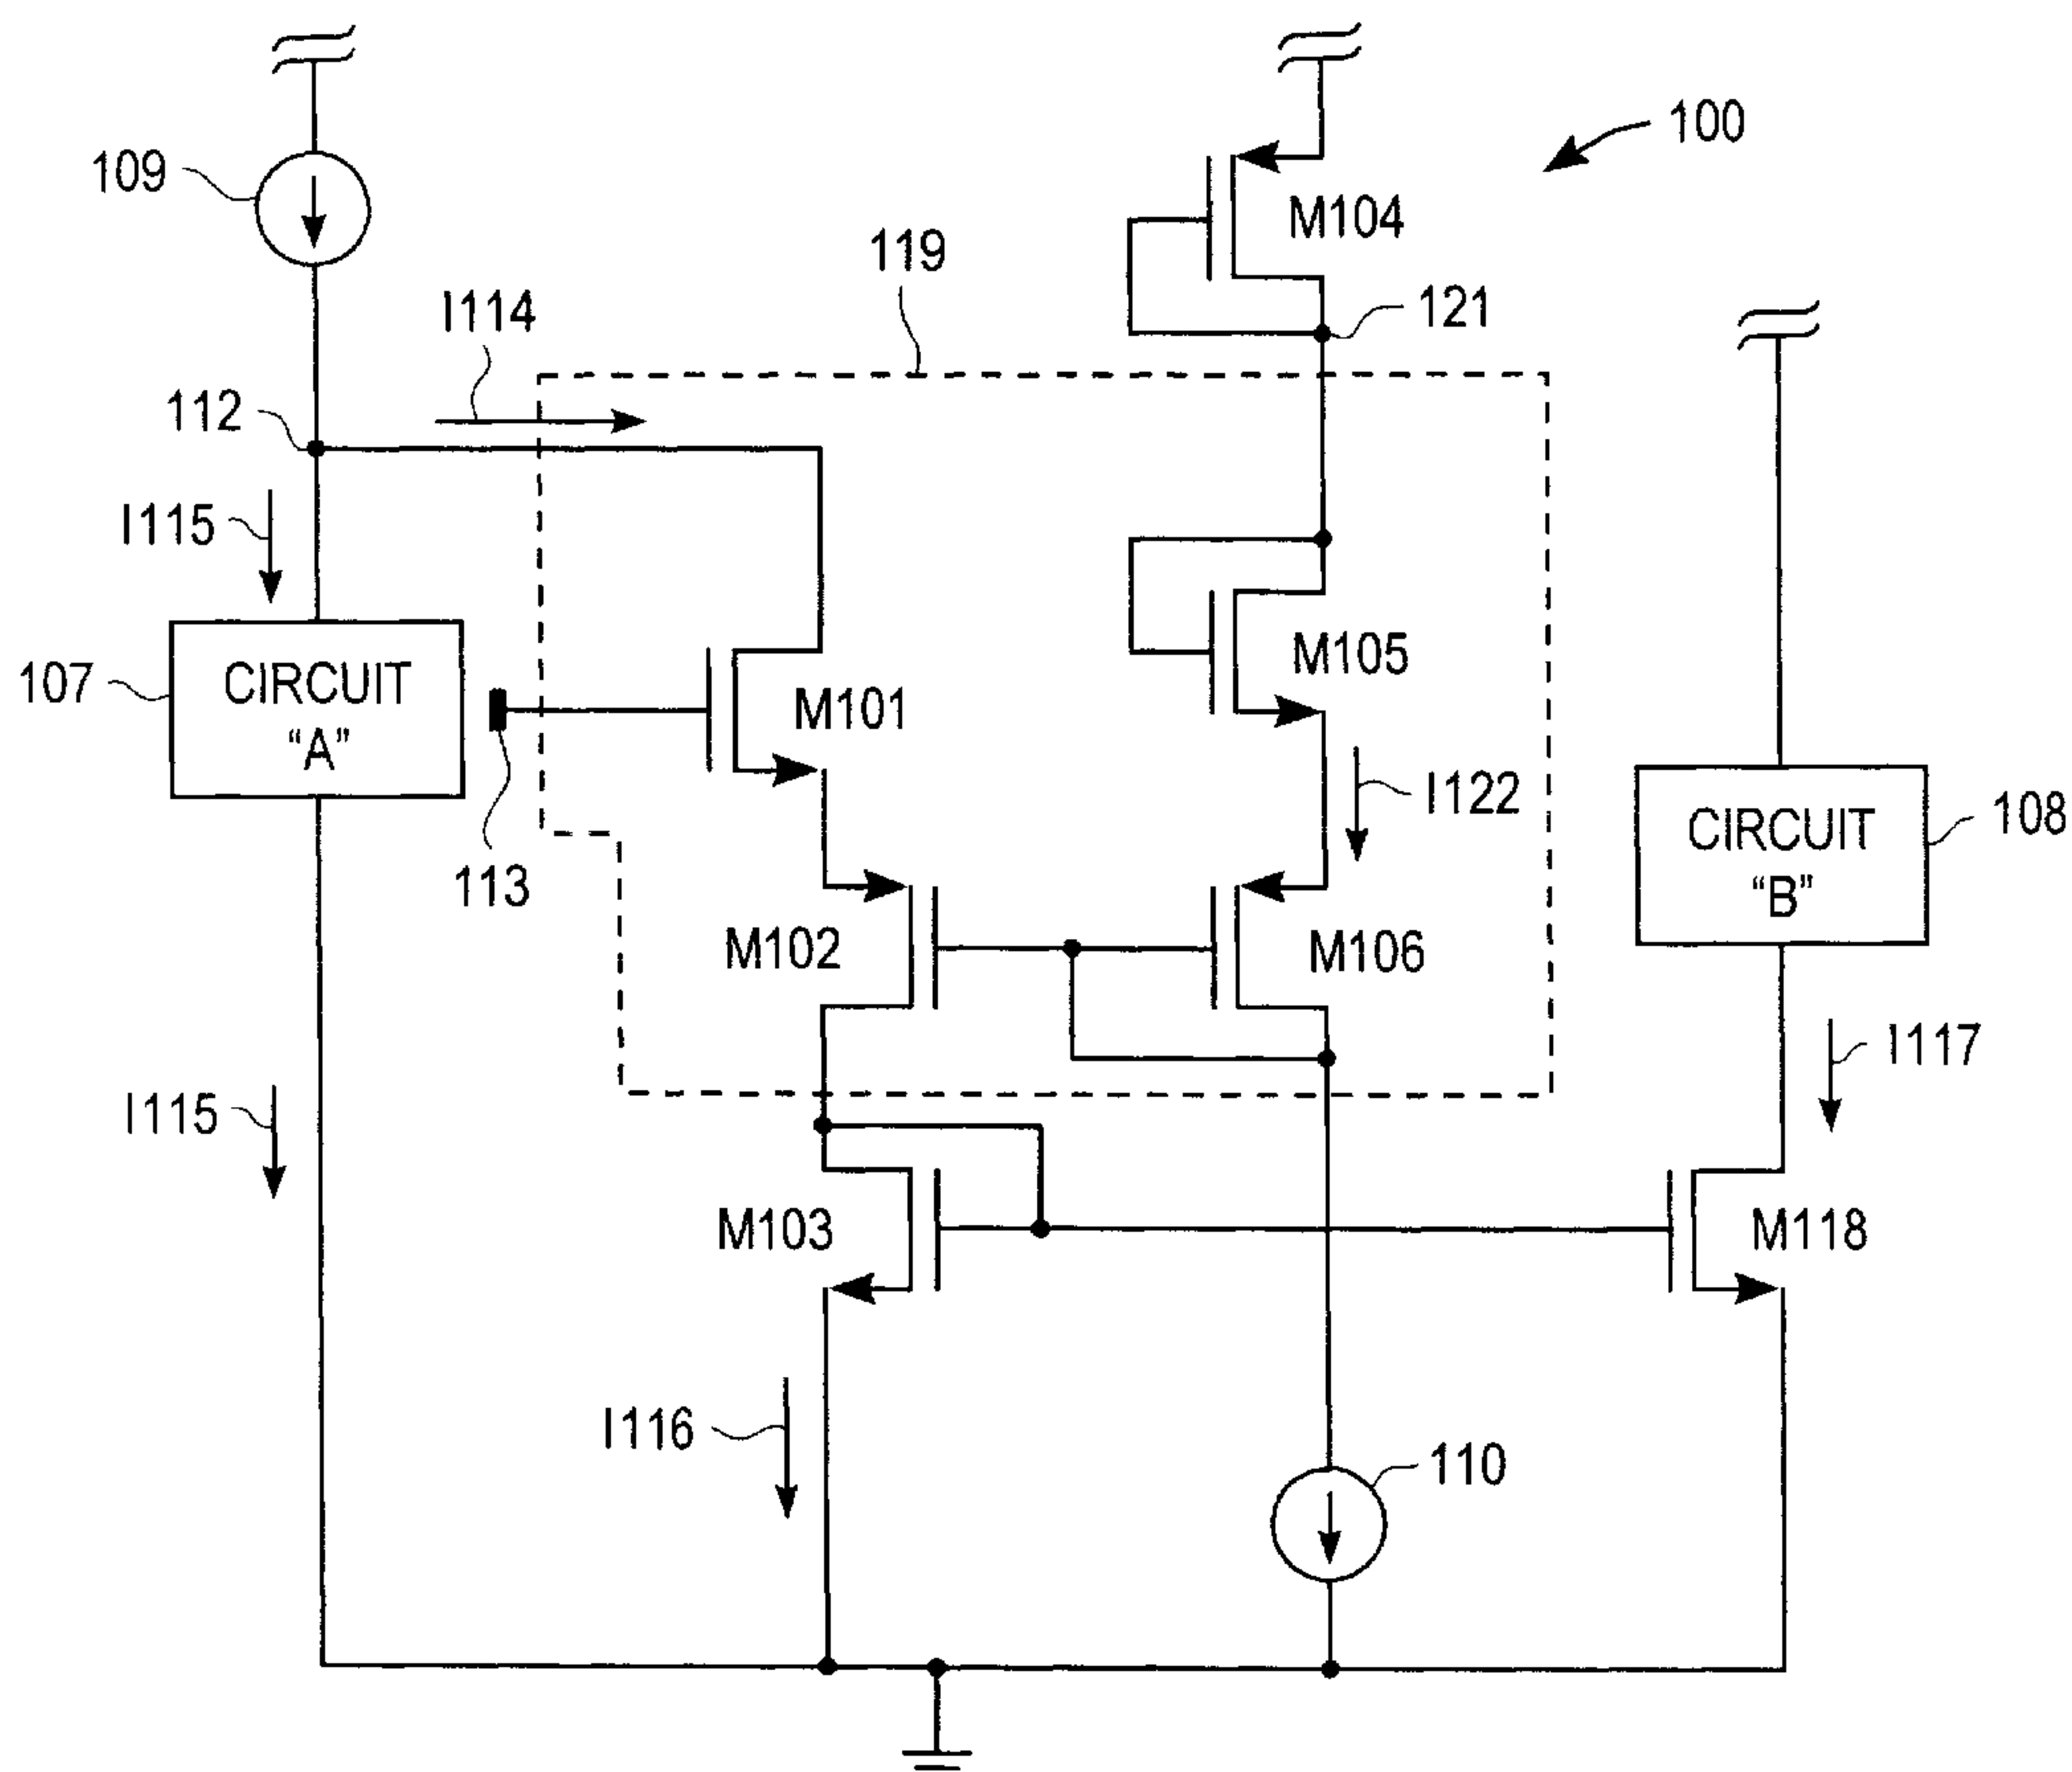 100
109
M104
119
I114
121
112
I115
CIRCUIT
"A"
107
M101
M105
I122
113
CIRCUIT
"B"
108
M102
M106
I117
I115
M103
M118
I116
110